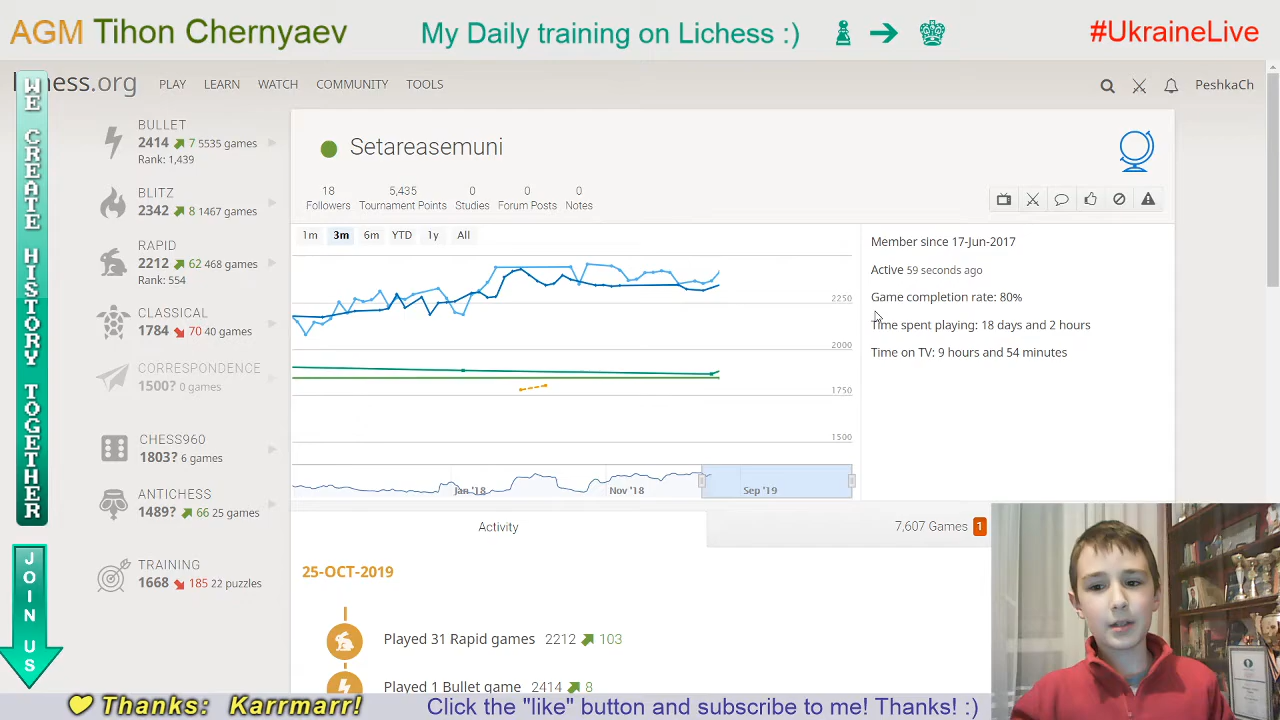 AGM Tihon Chernyaev
My Daily training on Lichess :)
#UkraineLive
WE CREATE HISTORY TOGETHER
JOIN US
hess.org
PLAY
LEARN
WATCH
COMMUNITY
TOOLS
PeshkaCh
BULLET
2414 7 5535 games
Rank: 1,439
BLITZ
2342 8 1467 games
RAPID
2212 62 468 games
Rank: 554
CLASSICAL
1784 70 40 games
CORRESPONDENCE
1500? 0 games
CHESS960
1803? 6 games
ANTICHESS
1489? 66 25 games
TRAINING
1668 185 22 puzzles
Setareasemuni
18 5,435 0 0 0
Followers Tournament Points Studies Forum Posts Notes
1m 3m 6m YTD 1y All
2250
2000
1750
1500
Jan '18 Nov '18 Sep '19
Member since 17-Jun-2017
Active 59 seconds ago
Game completion rate: 80%
Time spent playing: 18 days and 2 hours
Time on TV: 9 hours and 54 minutes
Activity
7,607 Games 1
25-OCT-2019
Played 31 Rapid games 2212 103
Played 1 Bullet game 2414 8
Thanks: Karrmarr!
Click the "like" button and subscribe to me! Thanks! :)